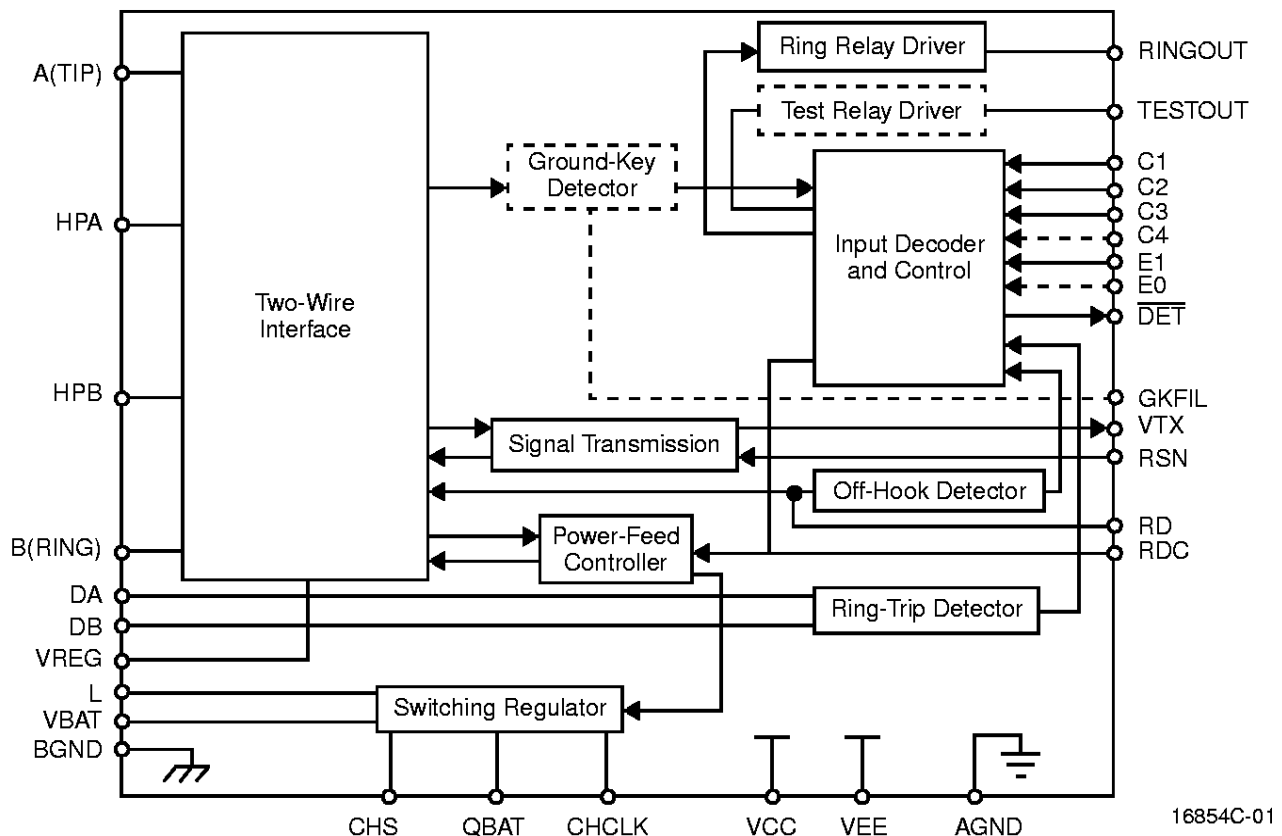 Ring Relay Driver
RINGOUT
A(TIP)
Test Relay Driver
TESTOUT
Ground-Key
Detector
C1
C2
C3
C4
E1
E0
DET
HPA
Input Decoder
and Control
Two-Wire
Interface
HPB
GKFIL
VTX
Signal Transmission
RSN
Off-Hook Detector
RD
B(RING)
Power-Feed
Controller
RDC
DA
Ring-Trip Detector
DB
VREG
L
Switching Regulator
VBAT
BGND
CHS
QBAT
CHCLK
VCC
VEE
AGND
16854C-01